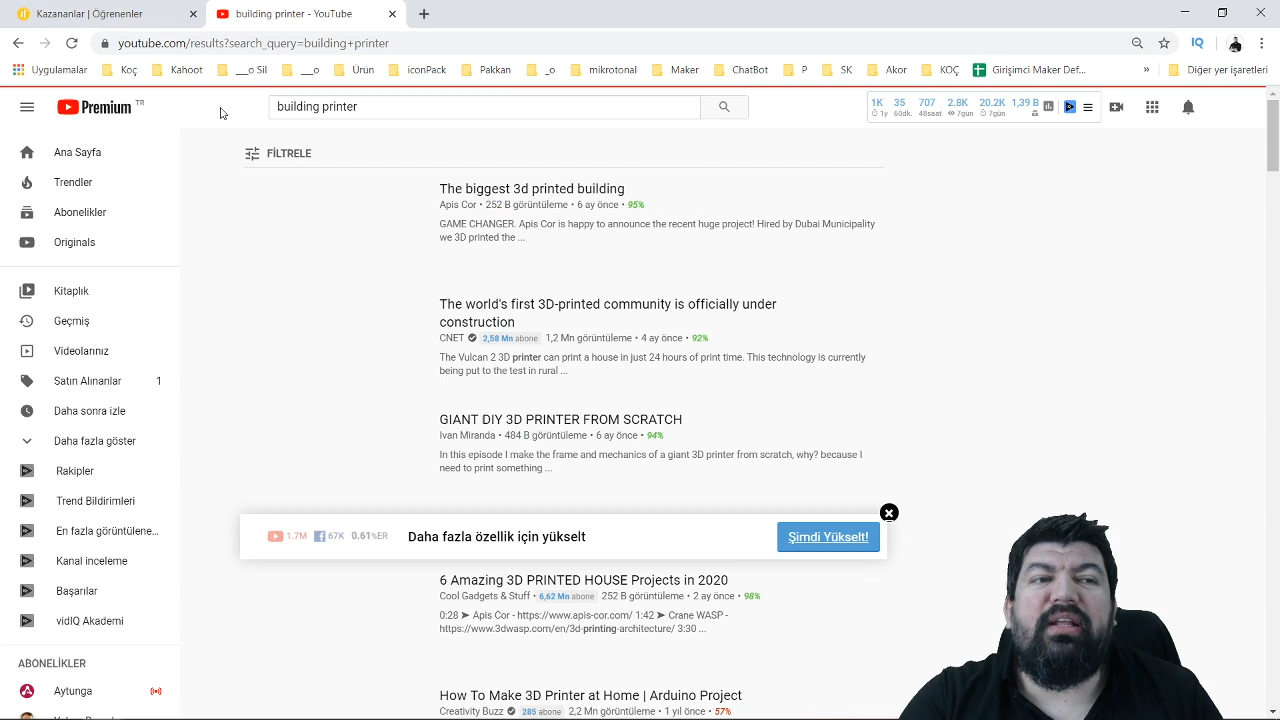 Kazananlar | Öğrenenler
building printer - YouTube
youtube.com/results?search_query=building+printer
IQ
Uygulamalar
Koç
Kahoot
___o Sil
___o
Ürün
iconPack
Pakkan
_o
mikrotonal
Maker
ChatBot
P
SK
Akor
KOÇ
Girişimci Maker Def...
»
Diğer yer işaretleri
Premium TR
building printer
1K 35 707 2.8K 20.2K 1,39 B
1y 60dk. 48saat 7gün 7gün
Ana Sayfa
Trendler
Abonelikler
Originals
Kitaplık
Geçmiş
Videolarınız
Satın Alınanlar 1
Daha sonra izle
Daha fazla göster
Rakipler
Trend Bildirimleri
En fazla görüntülene...
Kanal inceleme
Başarılar
vidIQ Akademi
ABONELİKLER
Aytunga
FİLTRELE
The biggest 3d printed building
Apis Cor • 252 B görüntüleme • 6 ay önce • 95%
GAME CHANGER. Apis Cor is happy to announce the recent huge project! Hired by Dubai Municipality
we 3D printed the ...
The world's first 3D-printed community is officially under
construction
CNET 2,58 Mn abone 1,2 Mn görüntüleme • 4 ay önce • 92%
The Vulcan 2 3D printer can print a house in just 24 hours of print time. This technology is currently
being put to the test in rural ...
GIANT DIY 3D PRINTER FROM SCRATCH
Ivan Miranda • 484 B görüntüleme • 6 ay önce • 94%
In this episode I make the frame and mechanics of a giant 3D printer from scratch, why? because I
need to print something ...
1.7M 67K 0.61%ER Daha fazla özellik için yükselt Şimdi Yükselt!
6 Amazing 3D PRINTED HOUSE Projects in 2020
Cool Gadgets & Stuff • 6,62 Mn abone 252 B görüntüleme • 2 ay önce • 98%
0:28 ➤ Apis Cor - https://www.apis-cor.com/ 1:42 ➤ Crane WASP -
https://www.3dwasp.com/en/3d-printing-architecture/ 3:30 ...
How To Make 3D Printer at Home | Arduino Project
Creativity Buzz 285 abone 2,2 Mn görüntüleme • 1 yıl önce • 57%